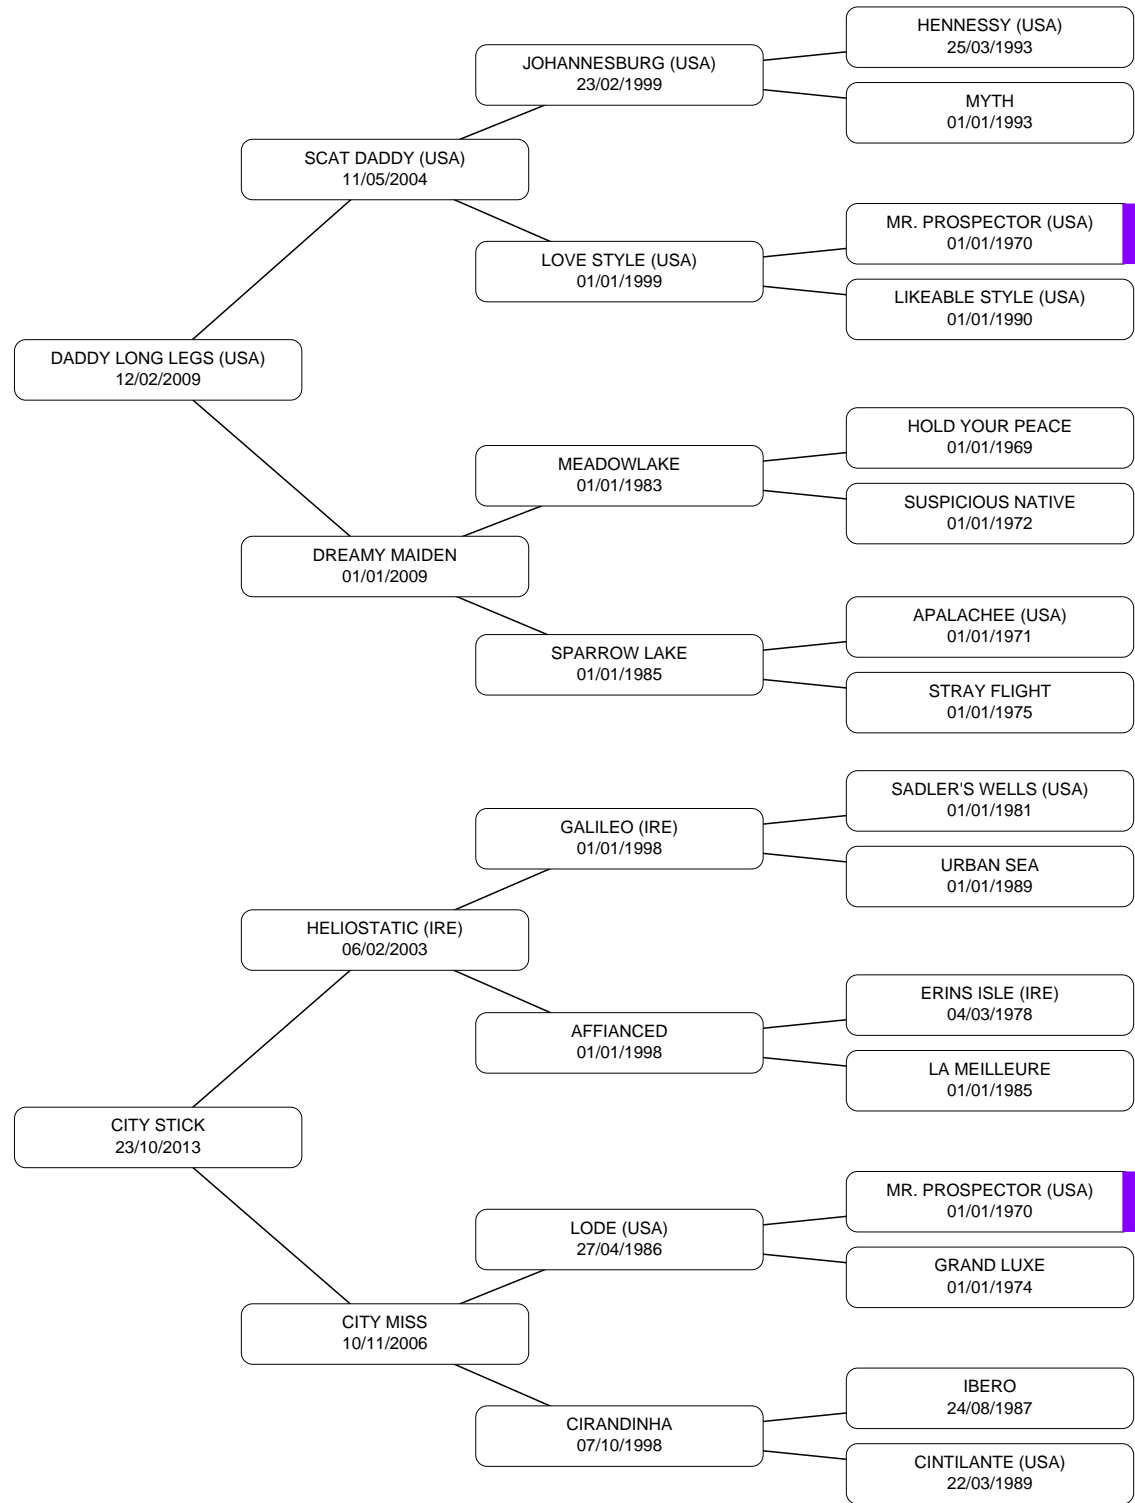 HENNESSY (USA)
25/03/1993
JOHANNESBURG (USA)
23/02/1999
MYTH
01/01/1993
SCAT DADDY (USA)
11/05/2004
MR. PROSPECTOR (USA)
01/01/1970
LOVE STYLE (USA)
01/01/1999
LIKEABLE STYLE (USA)
01/01/1990
DADDY LONG LEGS (USA)
12/02/2009
HOLD YOUR PEACE
01/01/1969
MEADOWLAKE
01/01/1983
SUSPICIOUS NATIVE
01/01/1972
DREAMY MAIDEN
01/01/2009
APALACHEE (USA)
01/01/1971
SPARROW LAKE
01/01/1985
STRAY FLIGHT
01/01/1975
SADLER'S WELLS (USA)
01/01/1981
GALILEO (IRE)
01/01/1998
URBAN SEA
01/01/1989
HELIOSTATIC (IRE)
06/02/2003
ERINS ISLE (IRE)
04/03/1978
AFFIANCED
01/01/1998
LA MEILLEURE
01/01/1985
CITY STICK
23/10/2013
MR. PROSPECTOR (USA)
01/01/1970
LODE (USA)
27/04/1986
GRAND LUXE
01/01/1974
CITY MISS
10/11/2006
IBERO
24/08/1987
CIRANDINHA
07/10/1998
CINTILANTE (USA)
22/03/1989